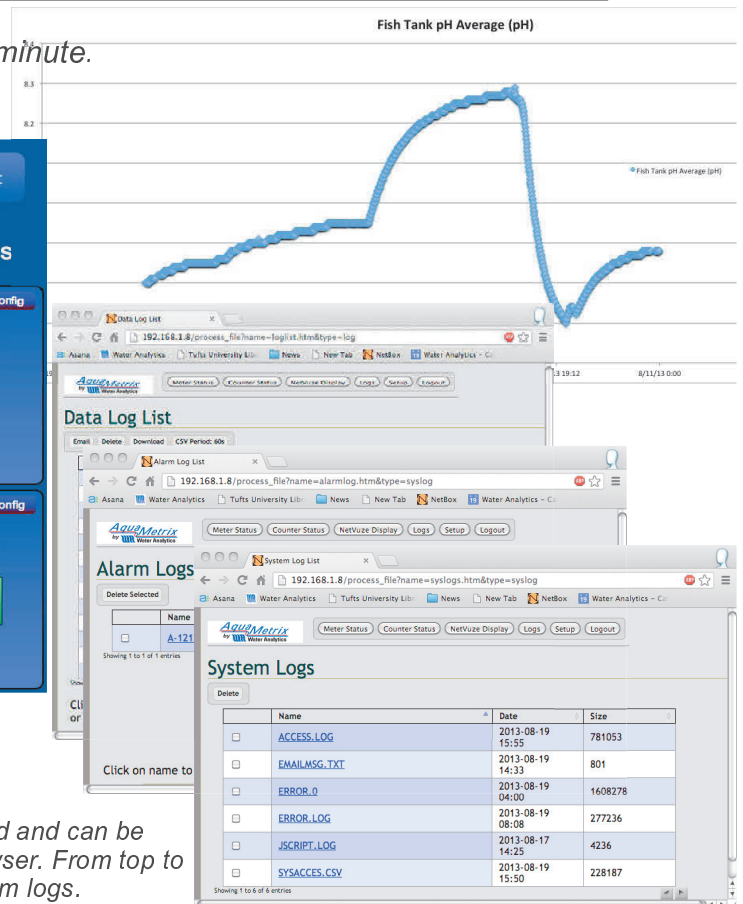 Fish Tank pH Average (pH)
minute.
8.4
8.3
8.2
Fish Tank pH Average (pH)
s
onfig
onfig
13 19:12
8/11/13 0:00
Data Log List
192.168.1.8/process_file?name=loglist.htm&type=log
Asana Water Analytics Tufts University Libr News New Tab NetBox Water Analytics - Ca
AquaMetrix
by Water Analytics
Meter Status Counter Status NetVuze Display Logs Setup Logout
Data Log List
Email Delete Download CSV Period: 60s
Alarm Log List
192.168.1.8/process_file?name=alarmlog.htm&type=syslog
Asana Water Analytics Tufts University Libr News New Tab NetBox Water Analytics - Ca
AquaMetrix
by Water Analytics
Meter Status Counter Status NetVuze Display Logs Setup Logout
Alarm Logs
Delete Selected
Name
A-121
Showing 1 to 1 of 1 entries
Cli
or
Click on name to
System Log List
192.168.1.8/process_file?name=syslogs.htm&type=syslog
Asana Water Analytics Tufts University Libr News New Tab NetBox Water Analytics - Ca
AquaMetrix
by Water Analytics
Meter Status Counter Status NetVuze Display Logs Setup Logout
System Logs
Delete
Name Date Size
ACCESS.LOG 2013-08-19 15:55 781053
EMAILMSG.TXT 2013-08-19 14:33 801
ERROR.0 2013-08-19 04:00 1608278
ERROR.LOG 2013-08-19 08:08 277236
JSCRIPT.LOG 2013-08-17 14:25 4236
SYSACCES.CSV 2013-08-19 15:50 228187
Showing 1 to 6 of 6 entries
d and can be
wser. From top to
m logs.